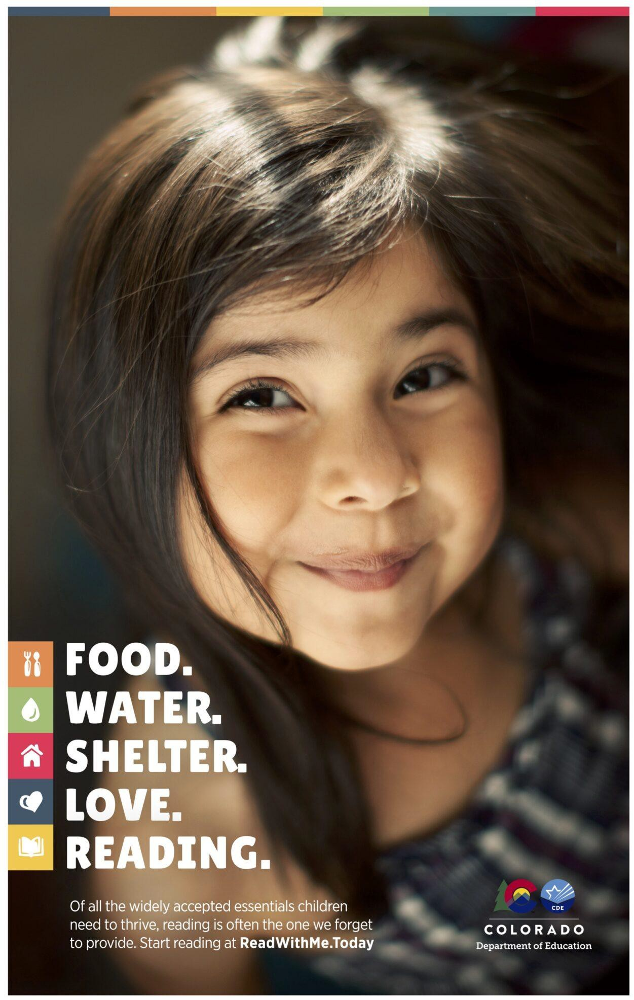 FOOD.
WATER.
SHELTER.
LOVE.
READING.
Of all the widely accepted essentials children
need to thrive, reading is often the one we forget
to provide. Start reading at ReadWithMe.Today
CDE
COLORADO
Department of Education